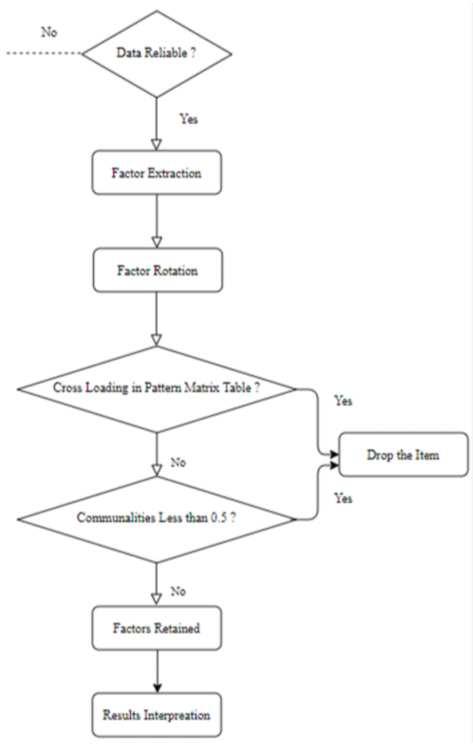 No
Data Reliable ?
Yes
Factor Extraction
Factor Rotation
Cross Loading in Pattern Matrix Table ?
Yes
Drop the Item
No
Communalities Less than 0.5 ?
Yes
No
Factors Retained
Results Interpreation